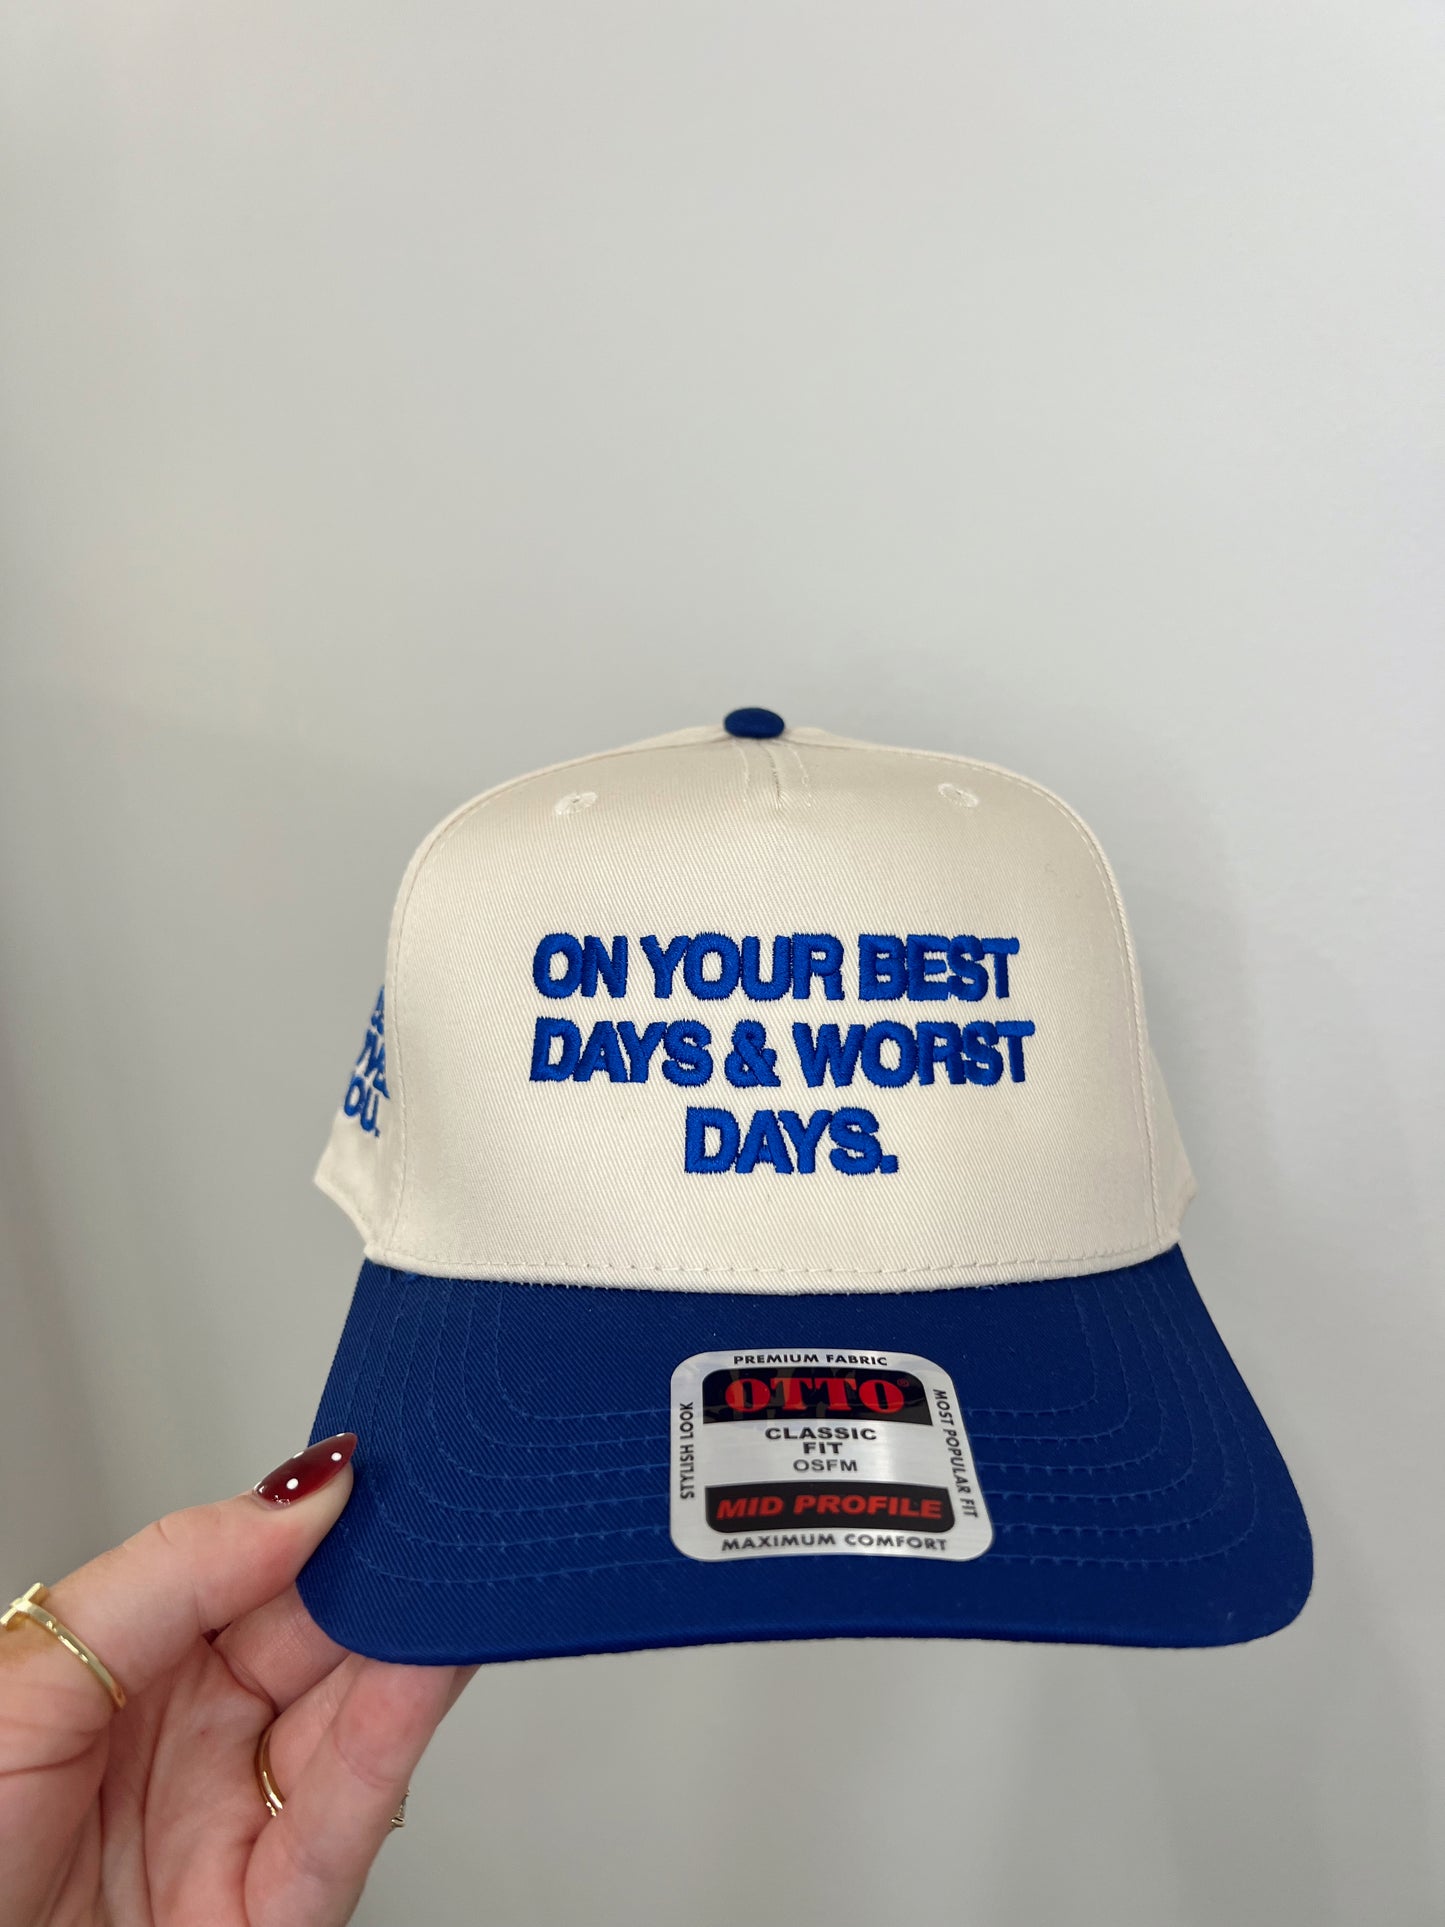 ON YOUR BEST
DAYS & WORST
DAYS.
OU.
PREMIUM FABRIC
OTTO®
CLASSIC
FIT
OSFM
MID PROFILE
MAXIMUM COMFORT
STYLISH LOOK
MOST POPULAR FIT